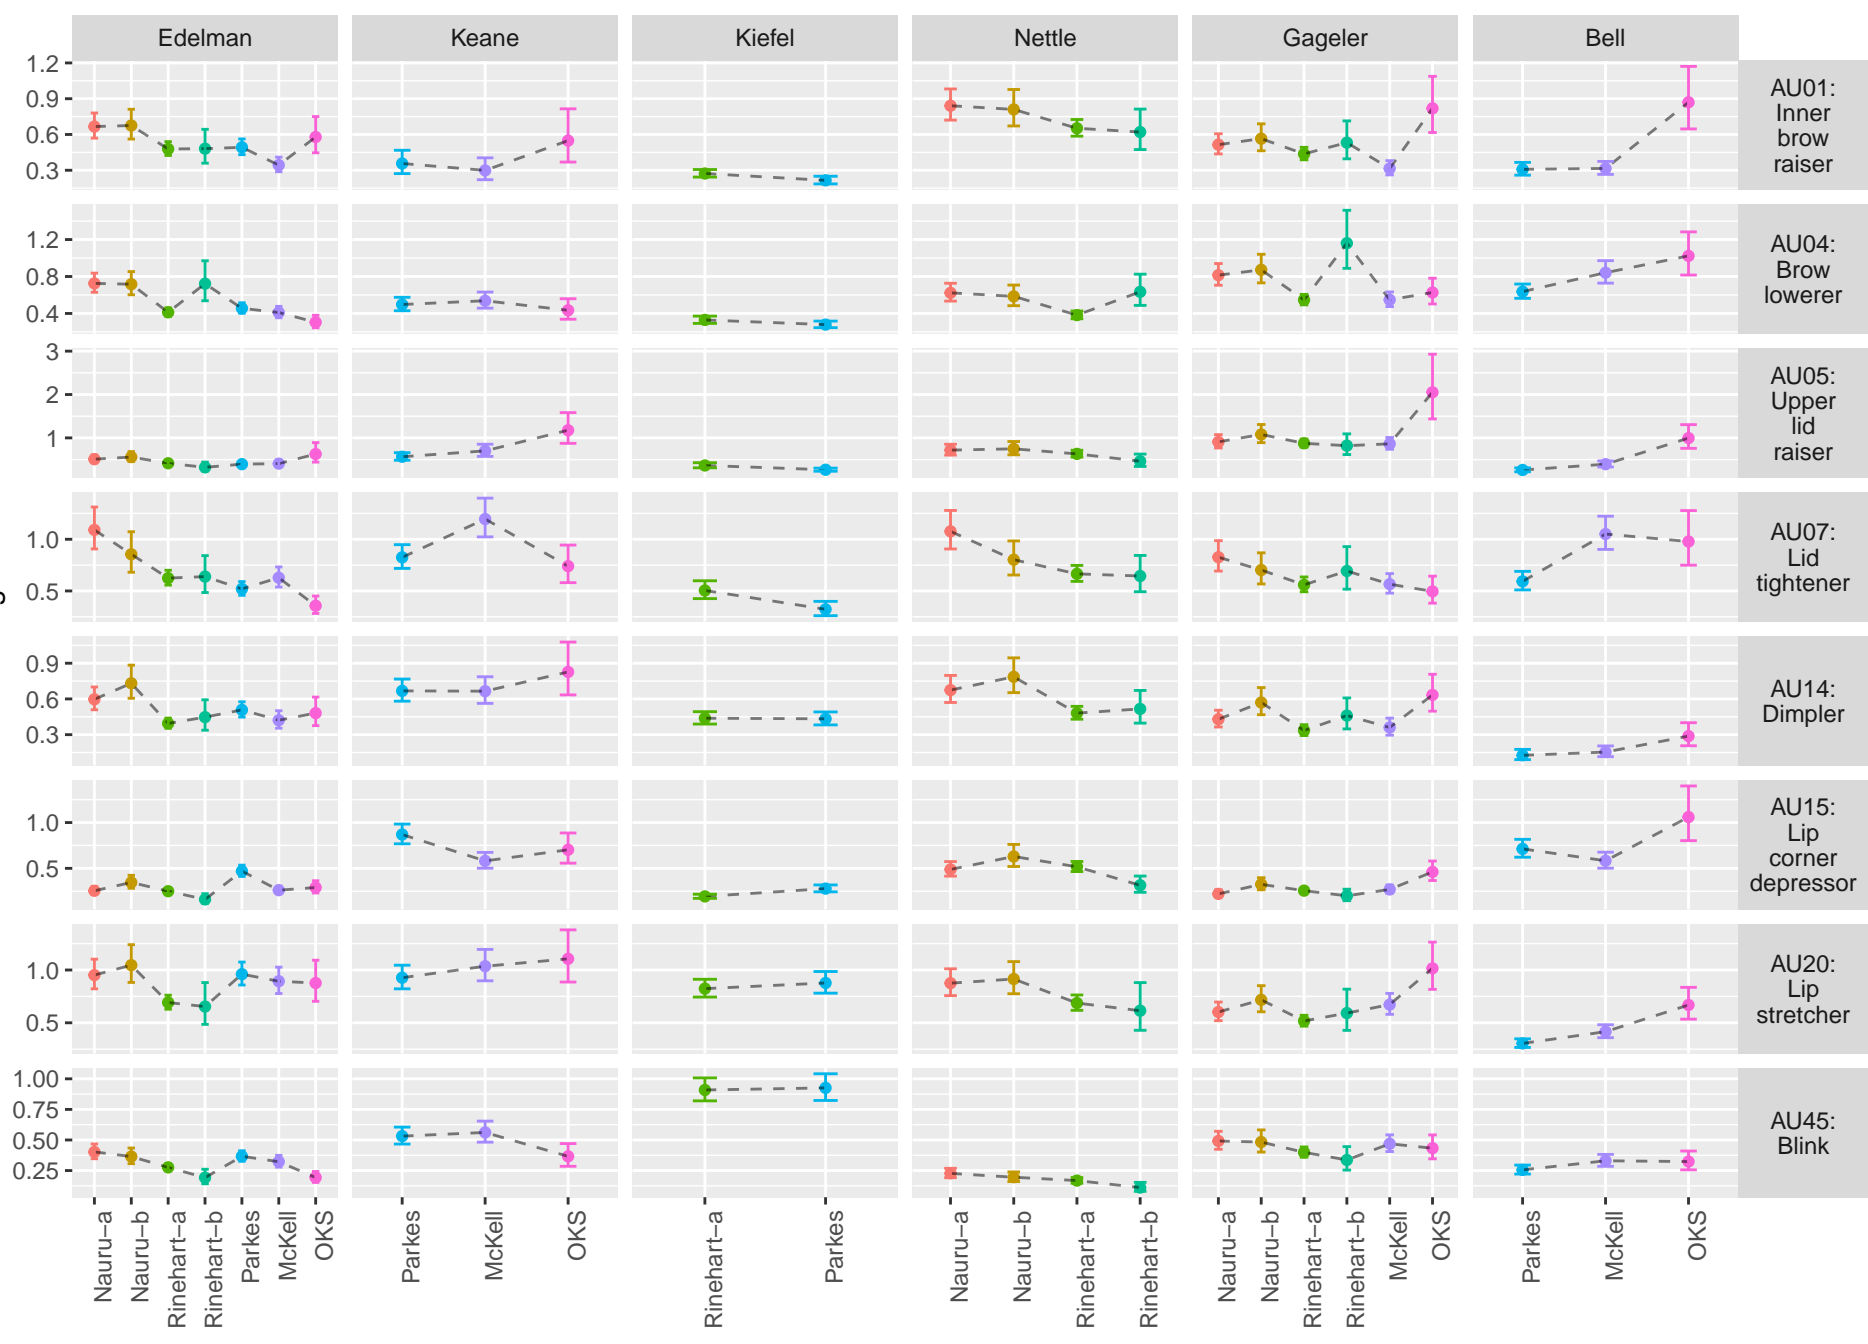 Edelman Keane Kiefel Nettle Gageler Bell
1.2
0.9
0.6
0.3
AU01:
Inner
brow
raiser
1.2
0.8
0.4
AU04:
Brow
lowerer
3
2
1
AU05:
Upper
lid
raiser
1.0
0.5
AU07:
Lid
tightener
0.9
0.6
0.3
AU14:
Dimpler
1.0
0.5
AU15:
Lip
corner
depressor
1.0
0.5
AU20:
Lip
stretcher
1.00
0.75
0.50
0.25
AU45:
Blink
Nauru−a
Nauru−b
Rinehart−a
Rinehart−b
Parkes
McKell
OKS
Parkes
McKell
OKS
Rinehart−a
Parkes
Nauru−a
Nauru−b
Rinehart−a
Rinehart−b
Nauru−a
Nauru−b
Rinehart−a
Rinehart−b
McKell
OKS
Parkes
McKell
OKS